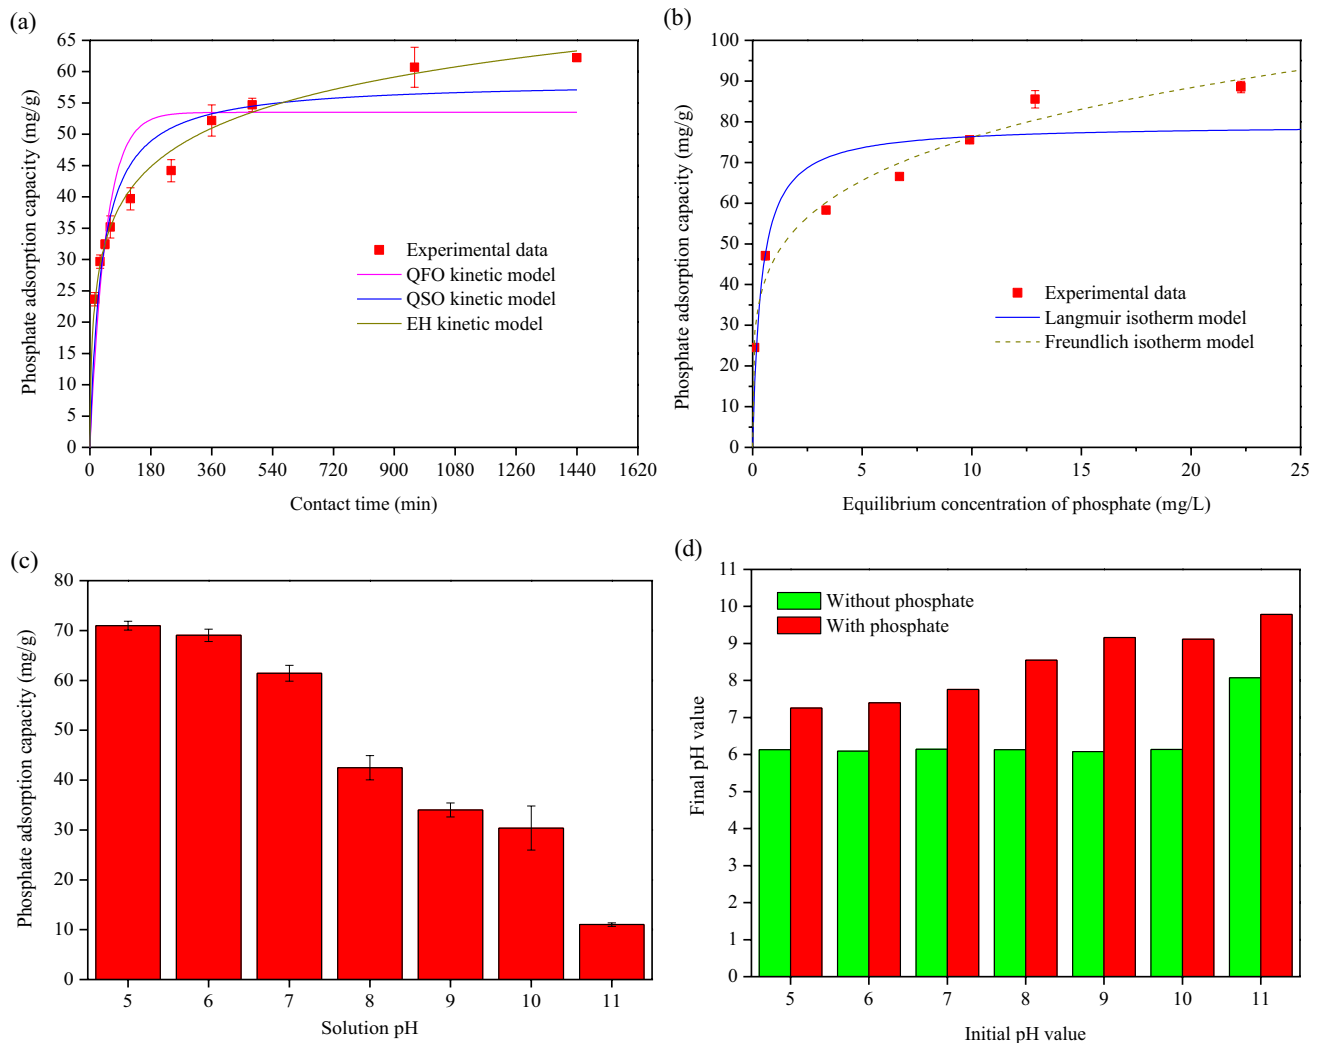 (a)
65
60
55
50
45
40
35
30
25
20
15
10
5
0
Phosphate adsorption capacity (mg/g)
Experimental data
QFO kinetic model
QSO kinetic model
EH kinetic model
0 180 360 540 720 900 1080 1260 1440 1620
Contact time (min)
(b)
100
90
80
70
60
50
40
30
20
10
0
Phosphate adsorption capacity (mg/g)
Experimental data
Langmuir isotherm model
Freundlich isotherm model
0 5 10 15 20 25
Equilibrium concentration of phosphate (mg/L)
(c)
80
70
60
50
40
30
20
10
0
Phosphate adsorption capacity (mg/g)
5 6 7 8 9 10 11
Solution pH
(d)
11
10
9
8
7
6
5
4
3
2
1
0
Final pH value
Without phosphate
With phosphate
5 6 7 8 9 10 11
Initial pH value